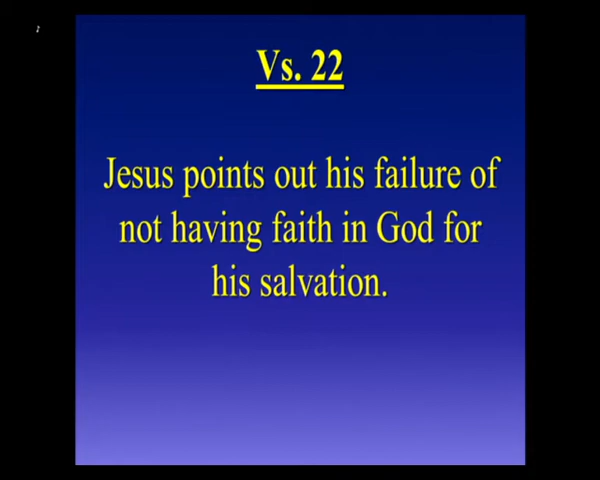 Vs. 22
Jesus points out his failure of
not having faith in God for
his salvation.